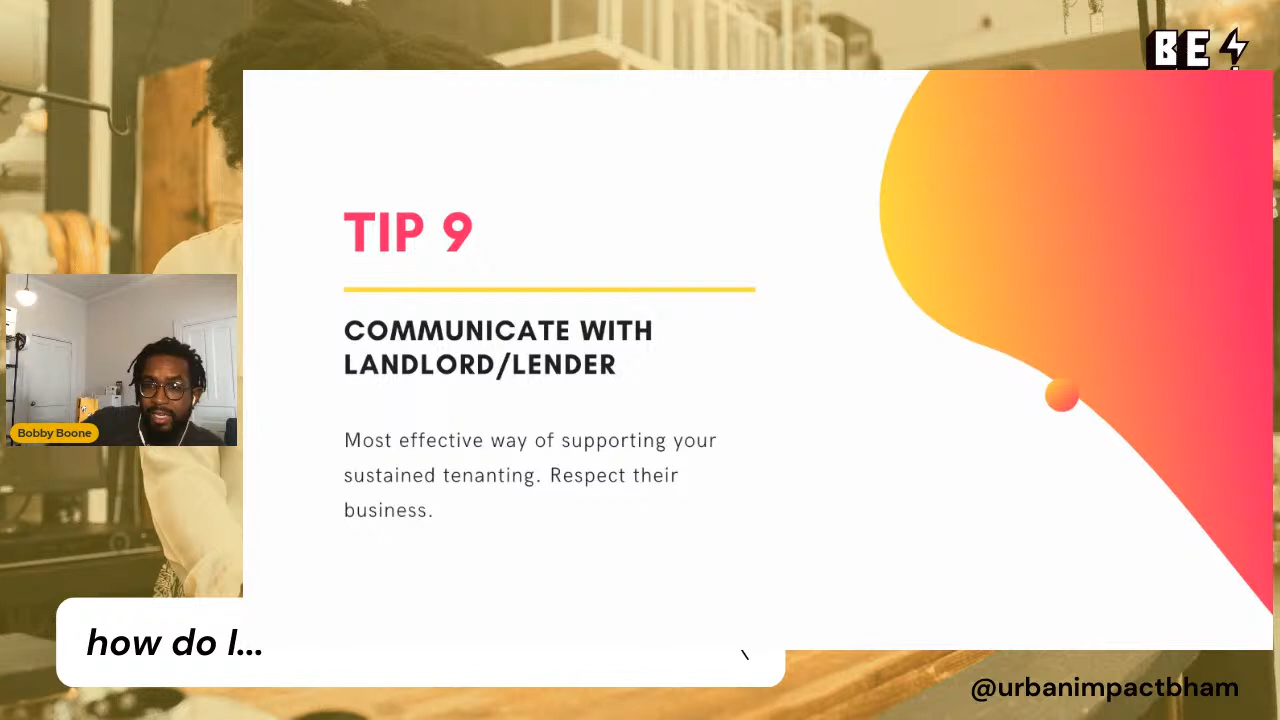 BE
TIP 9
COMMUNICATE WITH
LANDLORD/LENDER
Most effective way of supporting your
sustained tenanting. Respect their
business.
Bobby Boone
how do I...
@urbanimpactbham